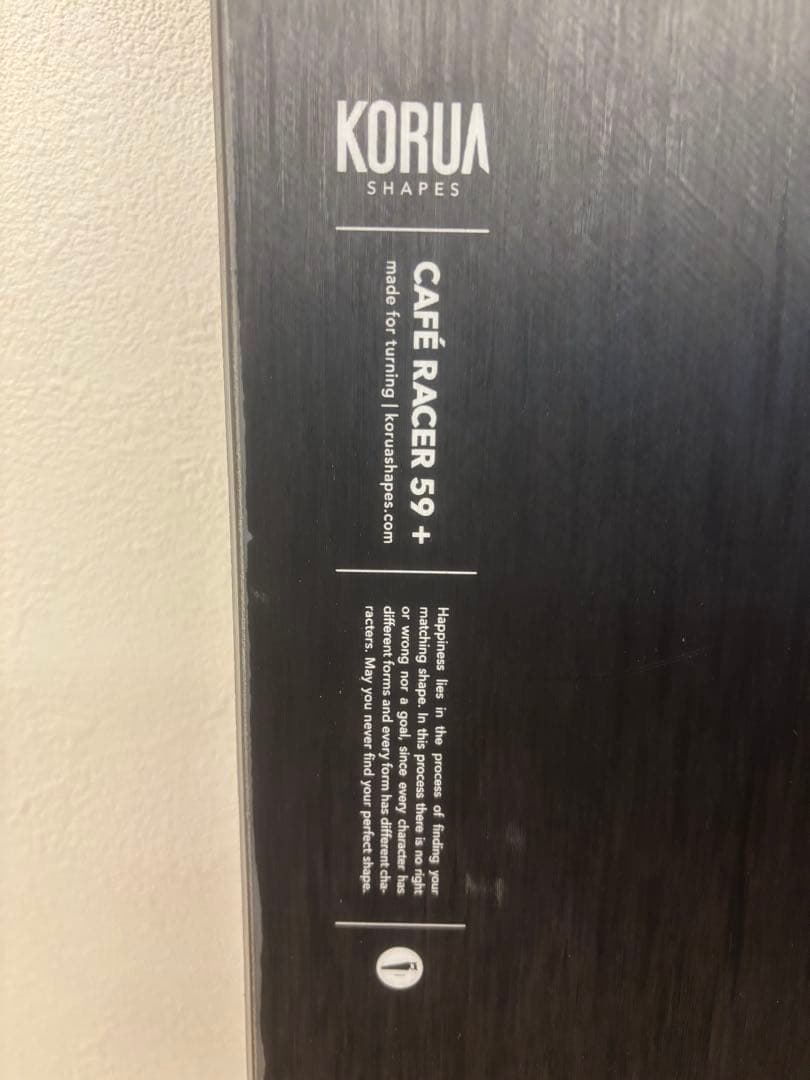 KORUA
SHAPES
CAFÉ RACER 59 +
made for turning | koruashapes.com
Happiness lies in the process of finding your
matching shape. In this process there is no right
or wrong nor a goal, since every character has
different forms and every form has different cha-
racters. May you never find your perfect shape.